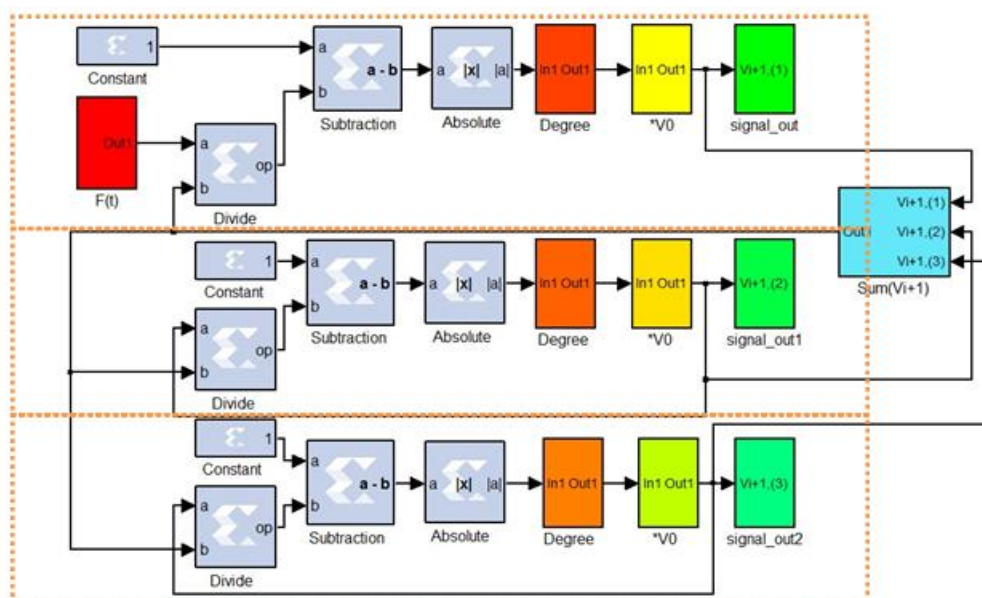 1
Constant
a
b
a - b
Subtraction
a
|x|
|a|
Absolute
In1 Out1
Degree
In1 Out1
*V0
Vi+1,(1)
signal_out
Out1
F(t)
a
b
op
Divide
Vi+1,(1)
Out1
Vi+1,(2)
Vi+1,(3)
Sum(Vi+1)
1
Constant
a
b
a - b
Subtraction
a
|x|
|a|
Absolute
In1 Out1
Degree
In1 Out1
*V0
Vi+1,(2)
signal_out1
a
b
op
Divide
1
Constant
a
b
a - b
Subtraction
a
|x|
|a|
Absolute
In1 Out1
Degree
In1 Out1
*V0
Vi+1,(3)
signal_out2
a
b
op
Divide